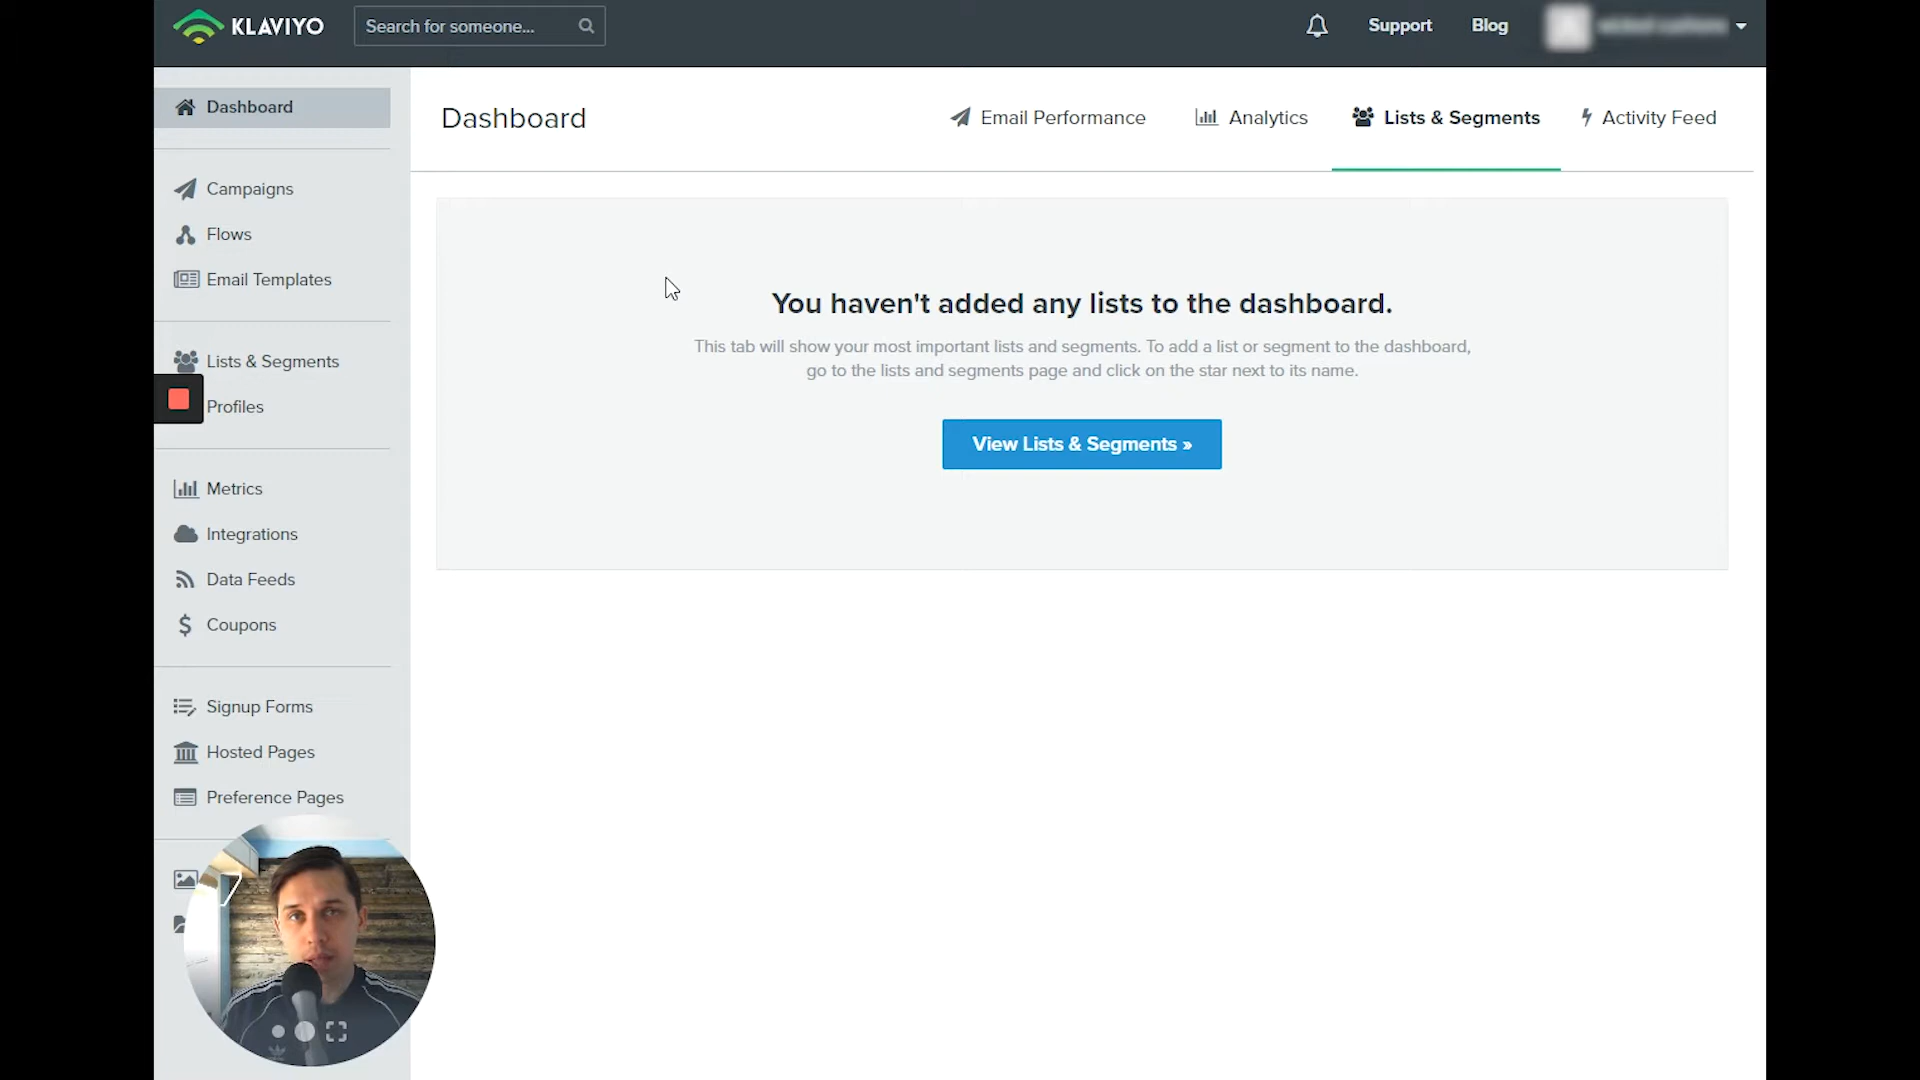 KLAVIYO
Search for someone...
Support
Blog
Dashboard
Campaigns
Flows
Email Templates
Lists & Segments
Profiles
Metrics
Integrations
Data Feeds
Coupons
Signup Forms
Hosted Pages
Preference Pages
Dashboard
Email Performance
Analytics
Lists & Segments
Activity Feed
You haven't added any lists to the dashboard.
This tab will show your most important lists and segments. To add a list or segment to the dashboard,
go to the lists and segments page and click on the star next to its name.
View Lists & Segments »